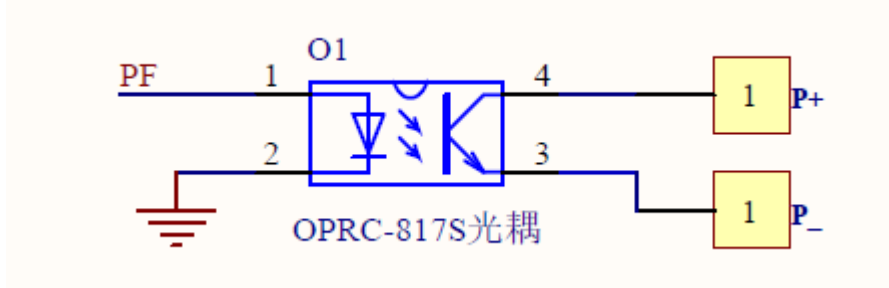 O1
PF 1 4 1 P+
2 3 1 P_
OPRC-817S光耦